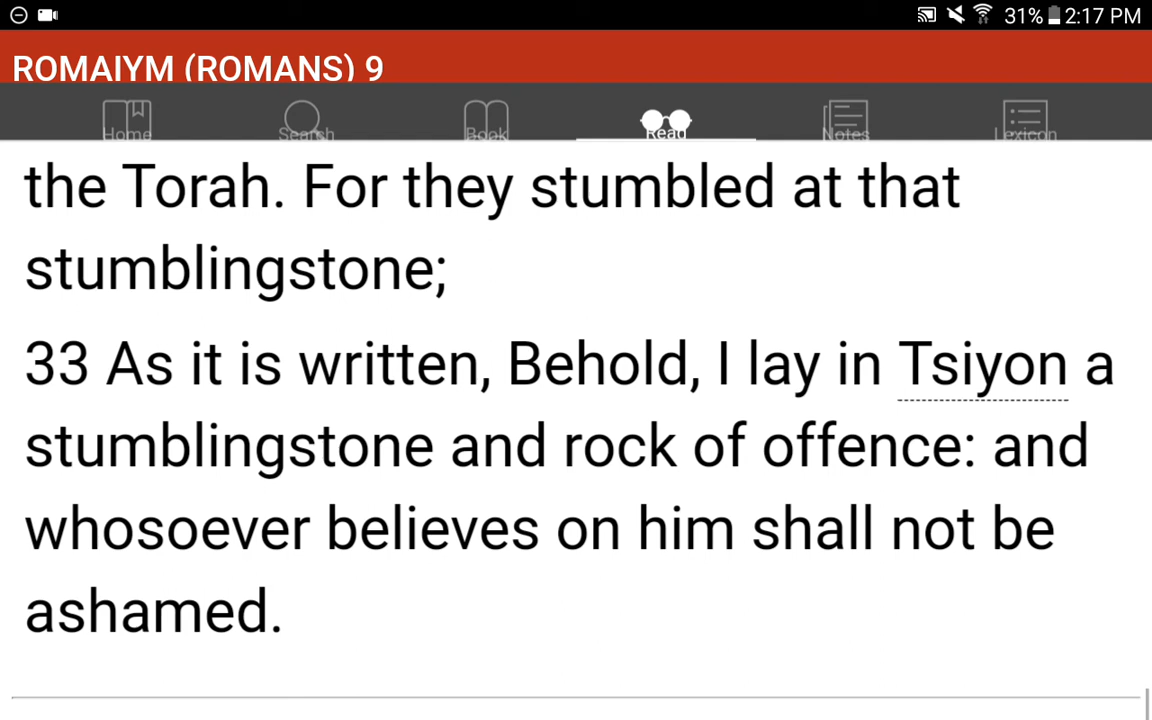 31% 2:17 PM
ROMAIYM (ROMANS) 9
Home Search Book Read Notes Lexicon
the Torah. For they stumbled at that
stumblingstone;
33 As it is written, Behold, I lay in Tsiyon a
stumblingstone and rock of offence: and
whosoever believes on him shall not be
ashamed.